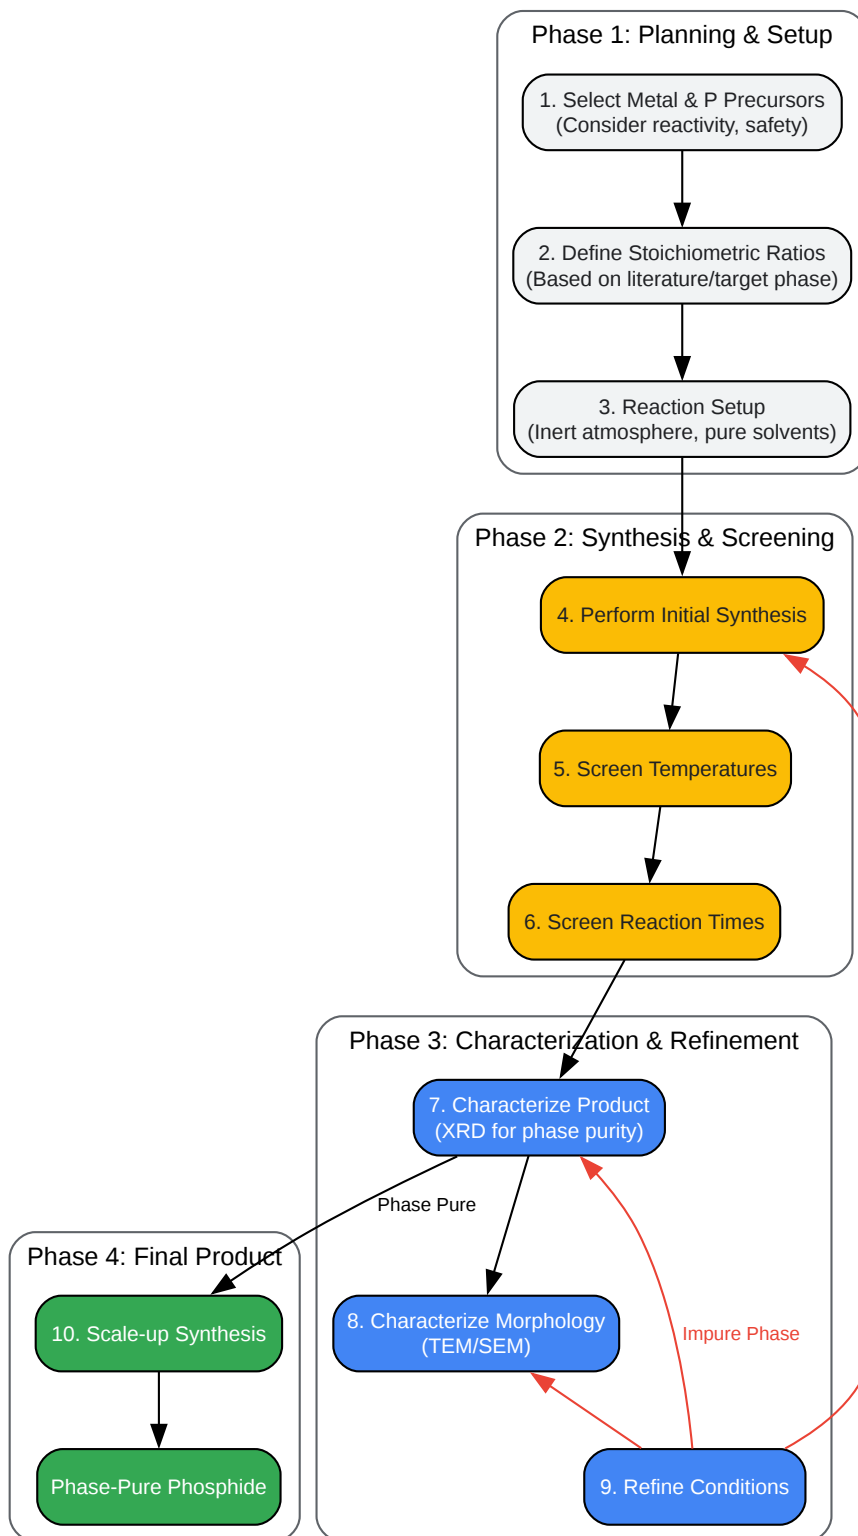 Phase 1: Planning & Setup
1. Select Metal & P Precursors
(Consider reactivity, safety)
2. Define Stoichiometric Ratios
(Based on literature/target phase)
3. Reaction Setup
(Inert atmosphere, pure solvents)
Phase 2: Synthesis & Screening
4. Perform Initial Synthesis
5. Screen Temperatures
6. Screen Reaction Times
Phase 3: Characterization & Refinement
7. Characterize Product
(XRD for phase purity)
Phase Pure
Phase 4: Final Product
10. Scale-up Synthesis
8. Characterize Morphology
(TEM/SEM)
Impure Phase
Phase-Pure Phosphide
9. Refine Conditions